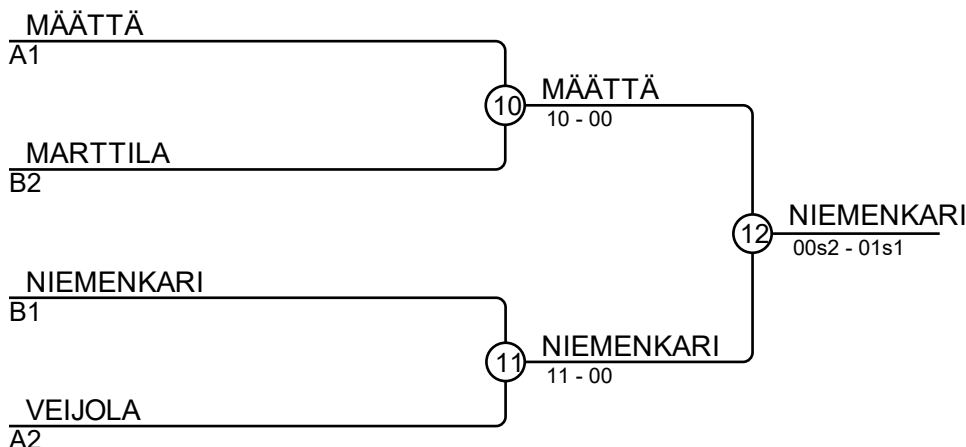 MÄÄTTÄ
A1
10
MÄÄTTÄ
10 - 00
MARTTILA
B2
12
NIEMENKARI
00s2 - 01s1
NIEMENKARI
B1
11
NIEMENKARI
11 - 00
VEIJOLA
A2